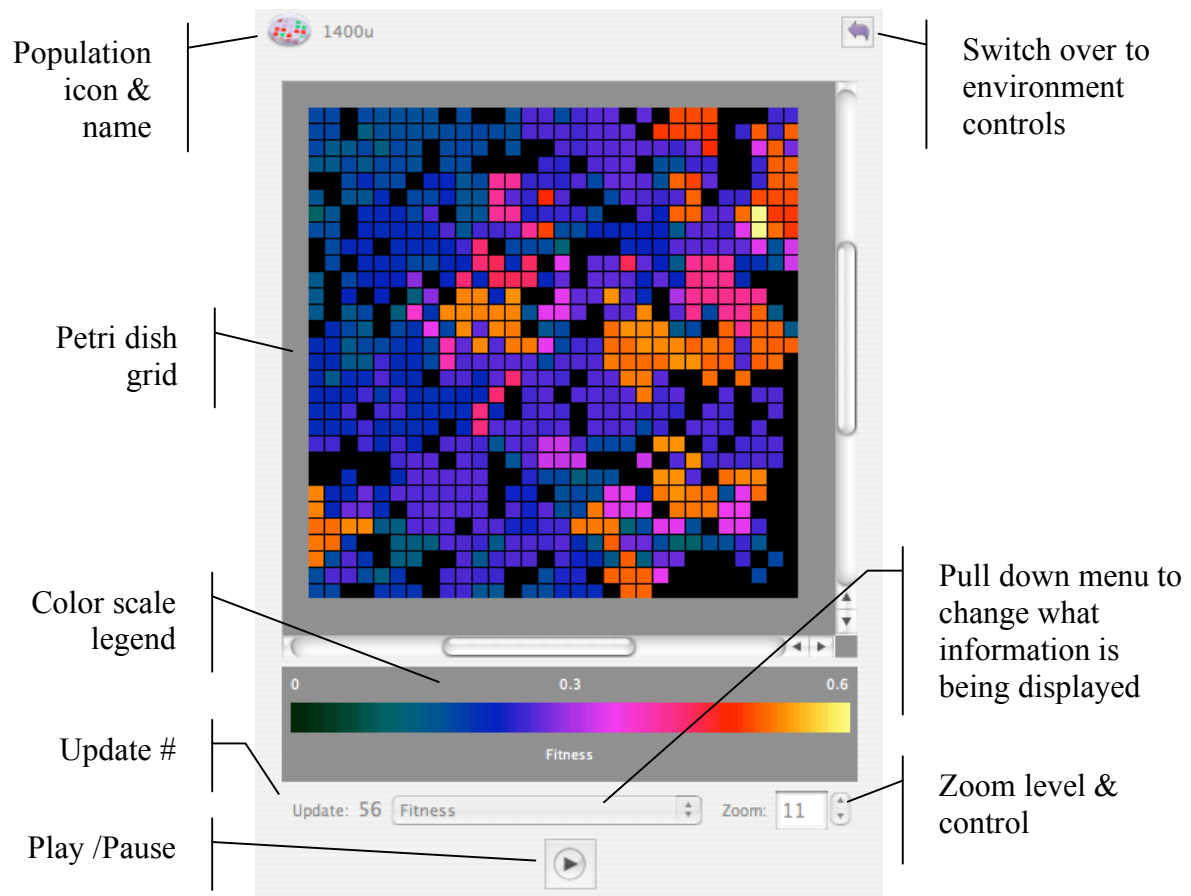 1400u
Population
icon &
name
Switch over to
environment
controls
Petri dish
grid
Color scale
legend
Pull down menu to
change what
information is
being displayed
0 0.3 0.6
Fitness
Update #
Update: 56 Fitness Zoom: 11
Zoom level &
control
Play /Pause